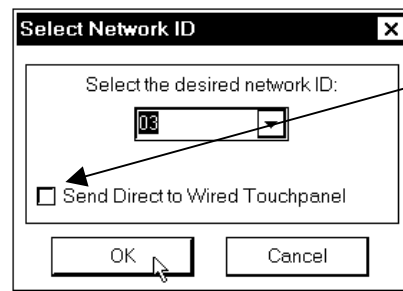 Select Network ID
Select the desired network ID:
03
Send Direct to Wired Touchpanel
OK Cancel